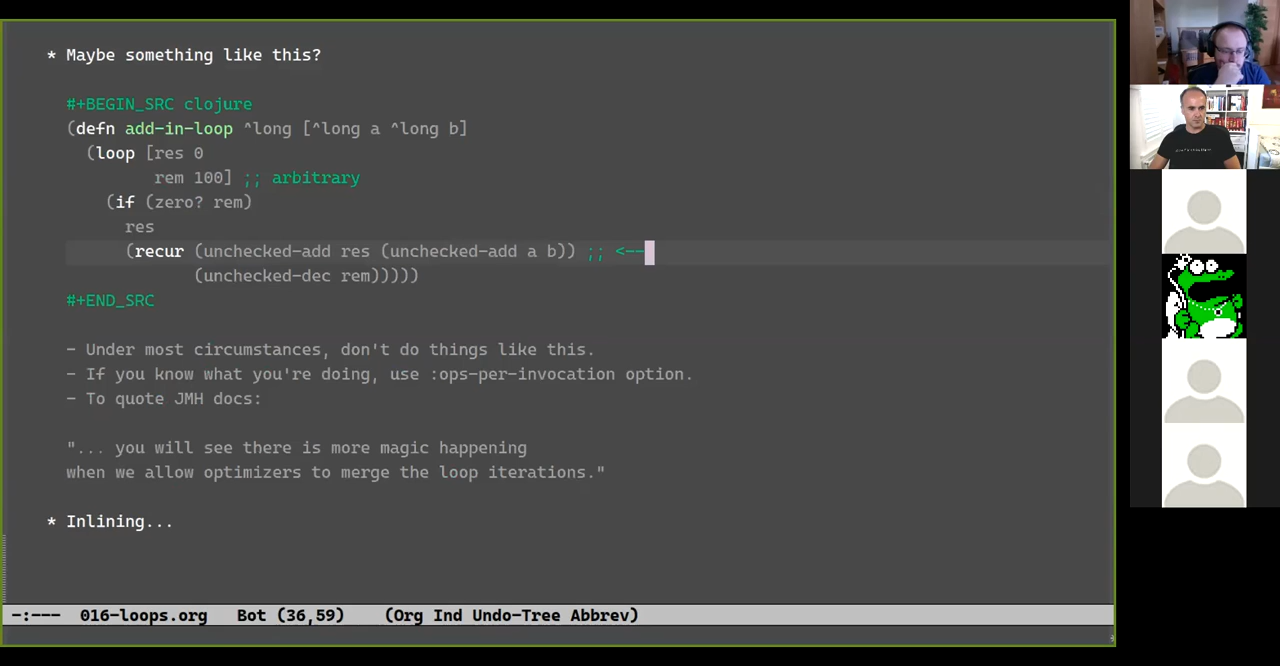 * Maybe something like this?
#+BEGIN_SRC clojure
(defn add-in-loop ^long [^long a ^long b]
(loop [res 0
rem 100] ;; arbitrary
(if (zero? rem)
res
(recur (unchecked-add res (unchecked-add a b)) ;; <--
(unchecked-dec rem)))))
#+END_SRC
- Under most circumstances, don't do things like this.
- If you know what you're doing, use :ops-per-invocation option.
- To quote JMH docs:
"... you will see there is more magic happening
when we allow optimizers to merge the loop iterations."
* Inlining...
-:--- 016-loops.org Bot (36,59) (Org Ind Undo-Tree Abbrev)